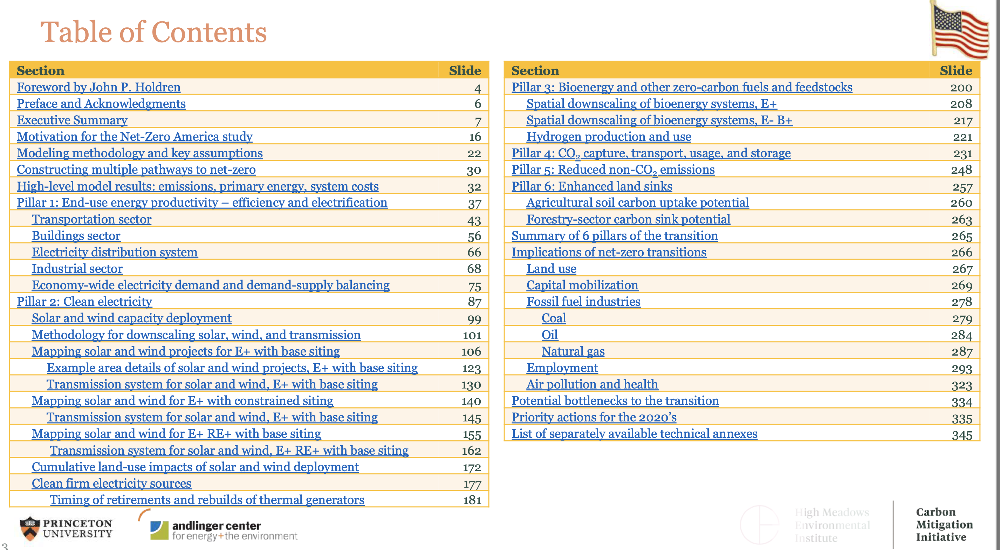 Table of Contents
Section Slide
Foreword by John P. Holdren 4
Preface and Acknowledgments 6
Executive Summary 7
Motivation for the Net-Zero America study 16
Modeling methodology and key assumptions 22
Constructing multiple pathways to net-zero 30
High-level model results: emissions, primary energy, system costs 32
Pillar 1: End-use energy productivity – efficiency and electrification 37
Transportation sector 43
Buildings sector 56
Electricity distribution system 66
Industrial sector 68
Economy-wide electricity demand and demand-supply balancing 75
Pillar 2: Clean electricity 87
Solar and wind capacity deployment 99
Methodology for downscaling solar, wind, and transmission 101
Mapping solar and wind projects for E+ with base siting 106
Example area details of solar and wind projects, E+ with base siting 123
Transmission system for solar and wind, E+ with base siting 130
Mapping solar and wind for E+ with constrained siting 140
Transmission system for solar and wind, E+ with base siting 145
Mapping solar and wind for E+ RE+ with base siting 155
Transmission system for solar and wind, E+ RE+ with base siting 162
Cumulative land-use impacts of solar and wind deployment 172
Clean firm electricity sources 177
Timing of retirements and rebuilds of thermal generators 181
Section Slide
Pillar 3: Bioenergy and other zero-carbon fuels and feedstocks 200
Spatial downscaling of bioenergy systems, E+ 208
Spatial downscaling of bioenergy systems, E- B+ 217
Hydrogen production and use 221
Pillar 4: CO₂ capture, transport, usage, and storage 231
Pillar 5: Reduced non-CO₂ emissions 248
Pillar 6: Enhanced land sinks 257
Agricultural soil carbon uptake potential 260
Forestry-sector carbon sink potential 263
Summary of 6 pillars of the transition 265
Implications of net-zero transitions 266
Land use 267
Capital mobilization 269
Fossil fuel industries 278
Coal 279
Oil 284
Natural gas 287
Employment 293
Air pollution and health 323
Potential bottlenecks to the transition 334
Priority actions for the 2020’s 335
List of separately available technical annexes 345
PRINCETON
UNIVERSITY
andlinger center
for energy+the environment
High Meadows
Environmental
Institute
Carbon
Mitigation
Initiative
3